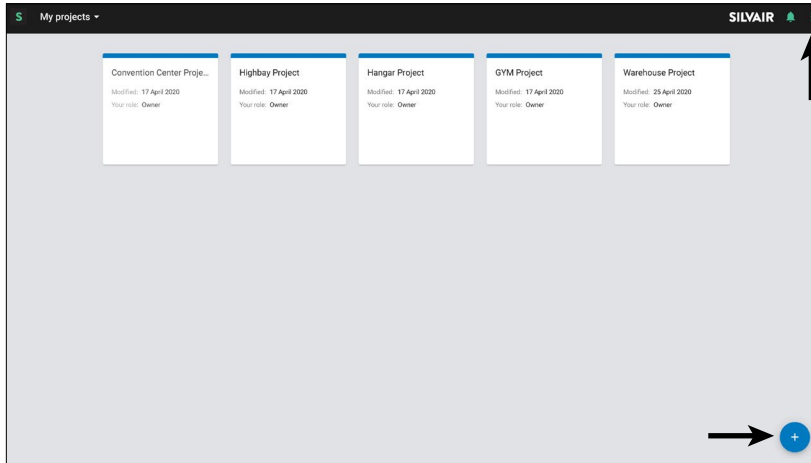 S My projects SILVAIR
Convention Center Proje...
Modified: 17 April 2020
Your role: Owner
Highbay Project
Modified: 17 April 2020
Your role: Owner
Hangar Project
Modified: 17 April 2020
Your role: Owner
GYM Project
Modified: 17 April 2020
Your role: Owner
Warehouse Project
Modified: 25 April 2020
Your role: Owner
+